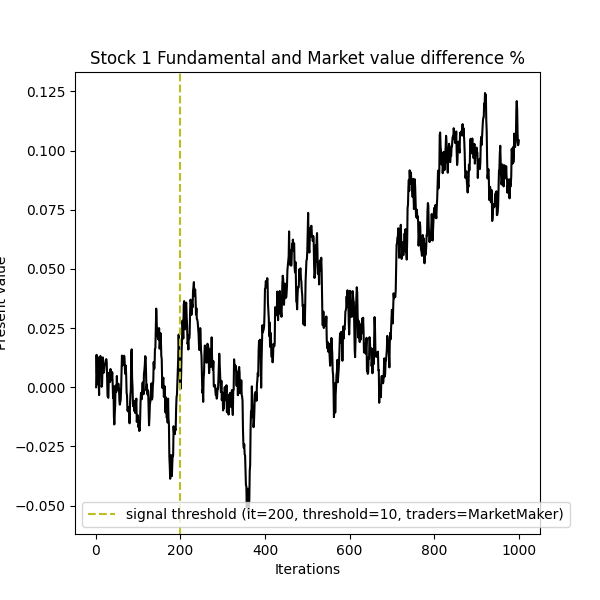 Stock 1 Fundamental and Market value difference %
0.125
0.100
0.075
0.050
0.025
0.000
−0.025
−0.050
Present value
signal threshold (it=200, threshold=10, traders=MarketMaker)
0 200 400 600 800 1000
Iterations